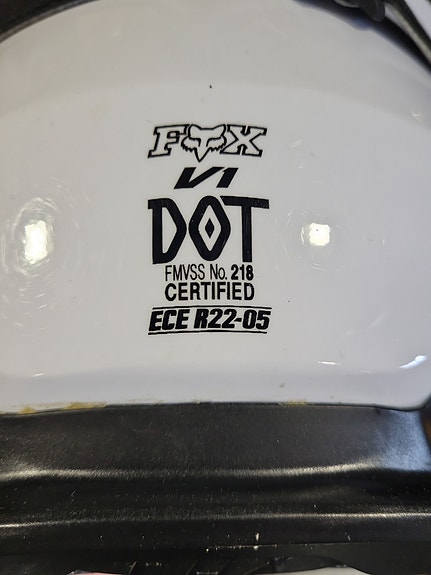 FOX
V1
DOT
FMVSS No. 218
CERTIFIED
ECE R22-05